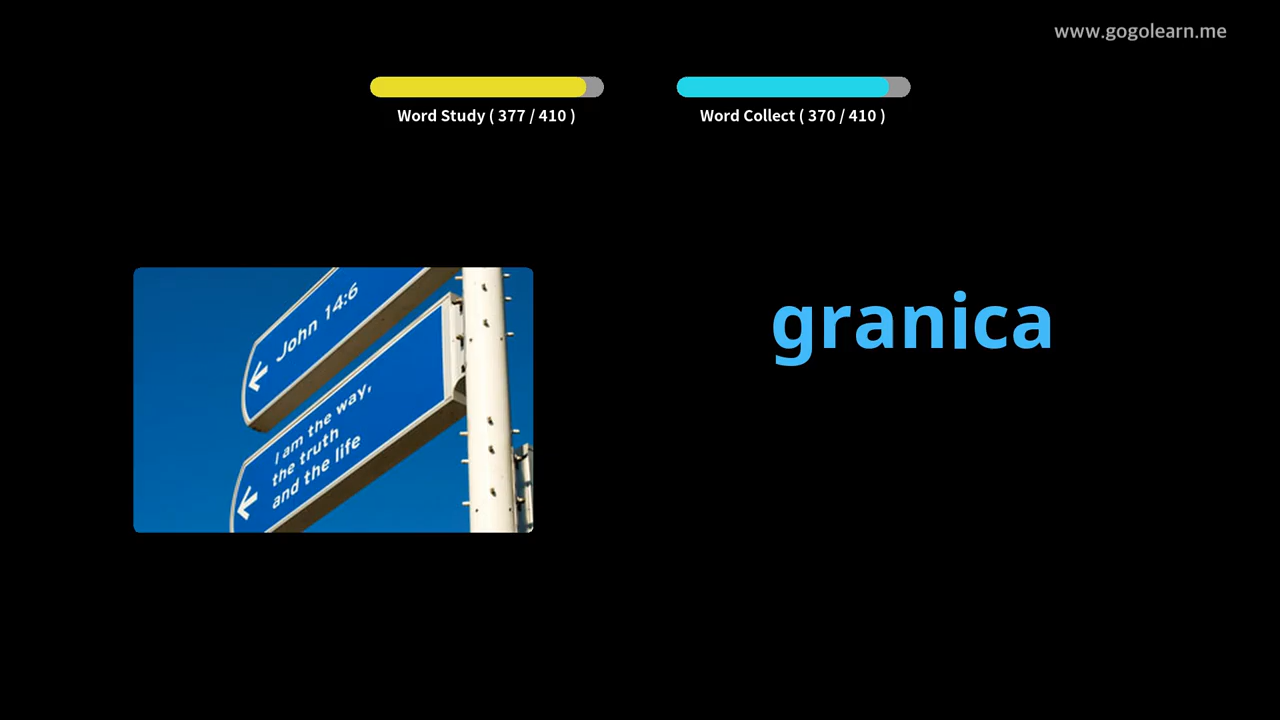 www.gogolearn.me
Word Study ( 377 / 410 )
Word Collect ( 370 / 410 )
John 14:6
I am the way,
the truth
and the life
granica